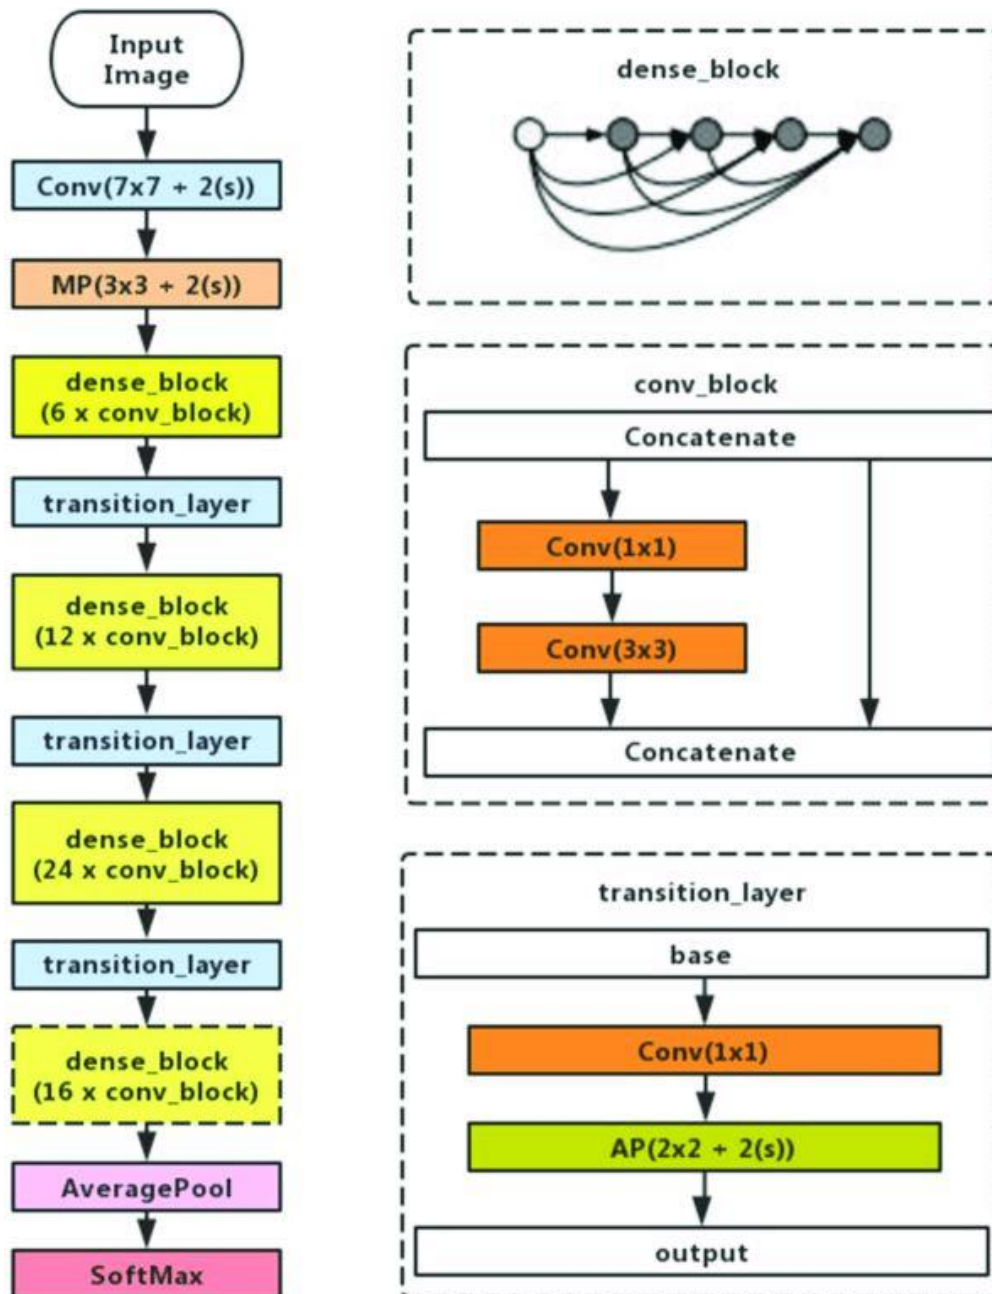 Input
Image
Conv(7x7 + 2(s))
MP(3x3 + 2(s))
dense_block
(6 x conv_block)
transition_layer
dense_block
(12 x conv_block)
transition_layer
dense_block
(24 x conv_block)
transition_layer
dense_block
(16 x conv_block)
AveragePool
SoftMax
dense_block
conv_block
Concatenate
Conv(1x1)
Conv(3x3)
Concatenate
transition_layer
base
Conv(1x1)
AP(2x2 + 2(s))
output